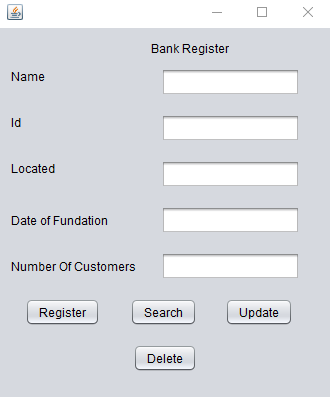 Bank Register
Name
Id
Located
Date of Fundation
Number Of Customers
Register Search Update
Delete